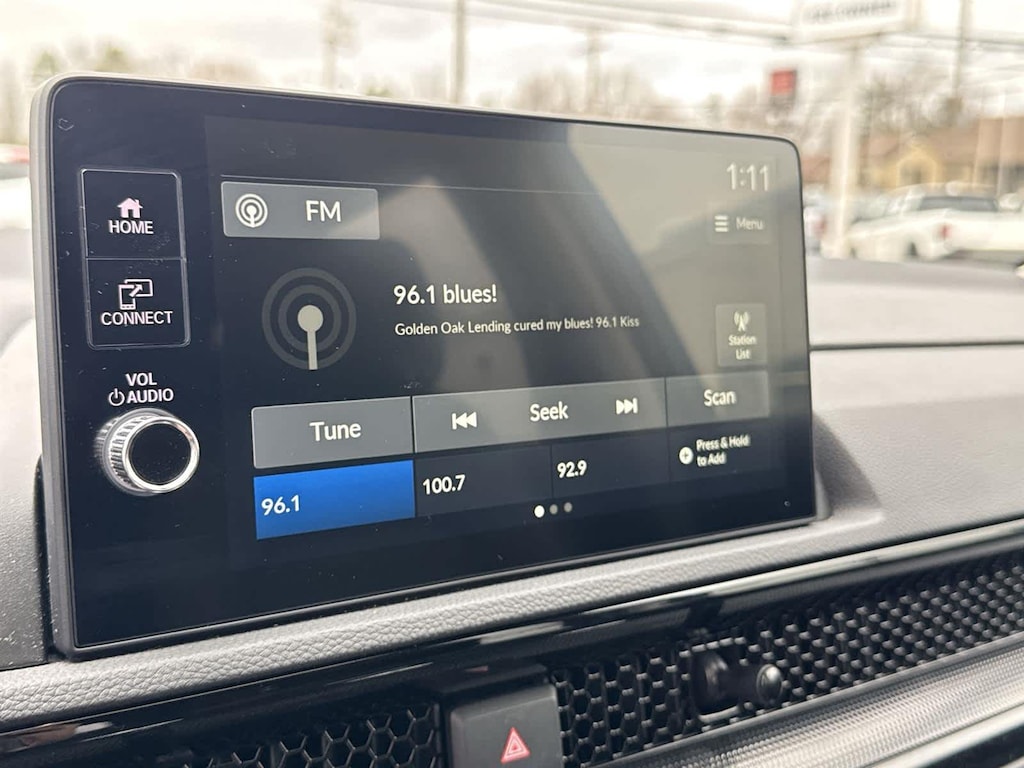 1:11
HOME
FM
Menu
96.1 blues!
CONNECT
Golden Oak Lending cured my blues! 96.1 Kiss
Station
List
VOL
AUDIO
Tune
Seek
Scan
96.1
100.7
92.9
Press & Hold
to Add